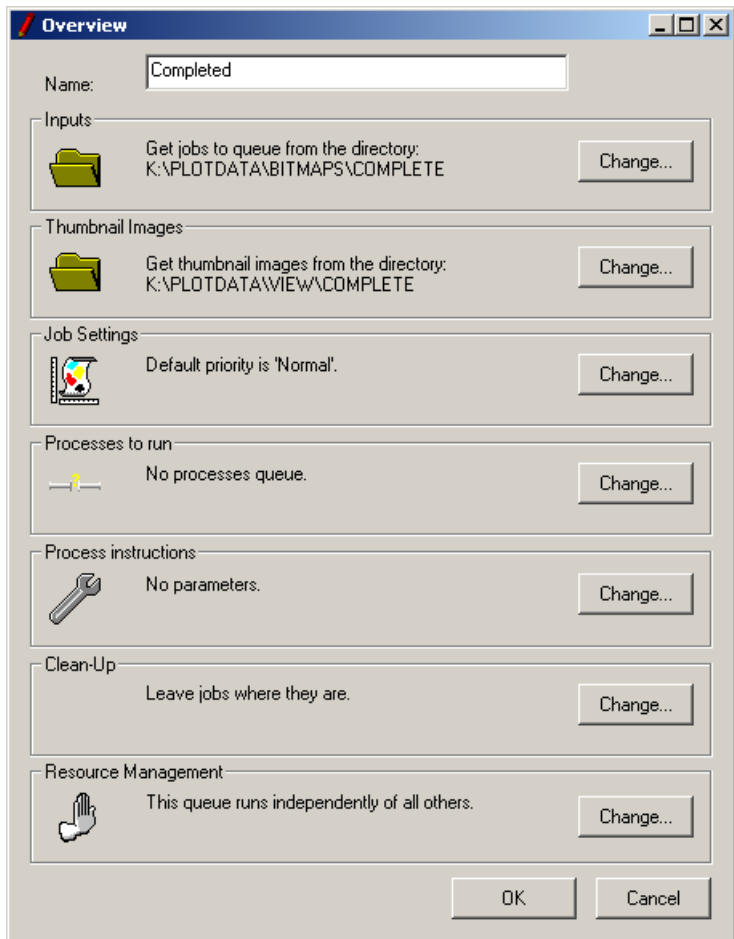 Overview
Name:
Completed
Inputs
Get jobs to queue from the directory:
K:\PLOTDATA\BITMAPS\COMPLETE
Change...
Thumbnail Images
Get thumbnail images from the directory:
K:\PLOTDATA\VIEW\COMPLETE
Change...
Job Settings
Default priority is 'Normal'.
Change...
Processes to run
No processes queue.
Change...
Process instructions
No parameters.
Change...
Clean-Up
Leave jobs where they are.
Change...
Resource Management
This queue runs independently of all others.
Change...
OK
Cancel